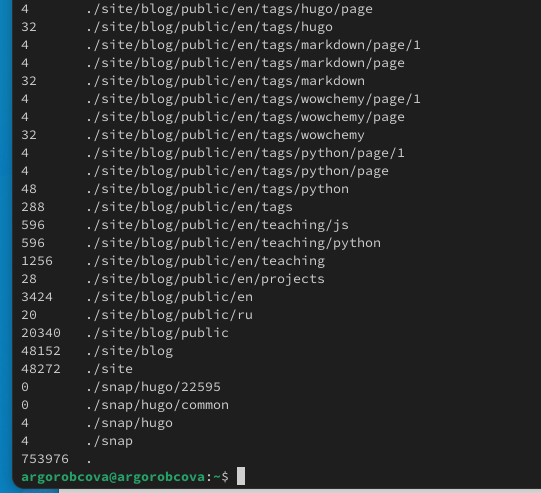 4 ./site/blog/public/en/tags/hugo/page
32 ./site/blog/public/en/tags/hugo
4 ./site/blog/public/en/tags/markdown/page/1
4 ./site/blog/public/en/tags/markdown/page
32 ./site/blog/public/en/tags/markdown
4 ./site/blog/public/en/tags/wowchemy/page/1
4 ./site/blog/public/en/tags/wowchemy/page
32 ./site/blog/public/en/tags/wowchemy
4 ./site/blog/public/en/tags/python/page/1
4 ./site/blog/public/en/tags/python/page
48 ./site/blog/public/en/tags/python
288 ./site/blog/public/en/tags
596 ./site/blog/public/en/teaching/js
596 ./site/blog/public/en/teaching/python
1256 ./site/blog/public/en/teaching
28 ./site/blog/public/en/projects
3424 ./site/blog/public/en
20 ./site/blog/public/ru
20340 ./site/blog/public
48152 ./site/blog
48272 ./site
0 ./snap/hugo/22595
0 ./snap/hugo/common
4 ./snap/hugo
4 ./snap
753976 .
argorobcova@argorobcova:~$